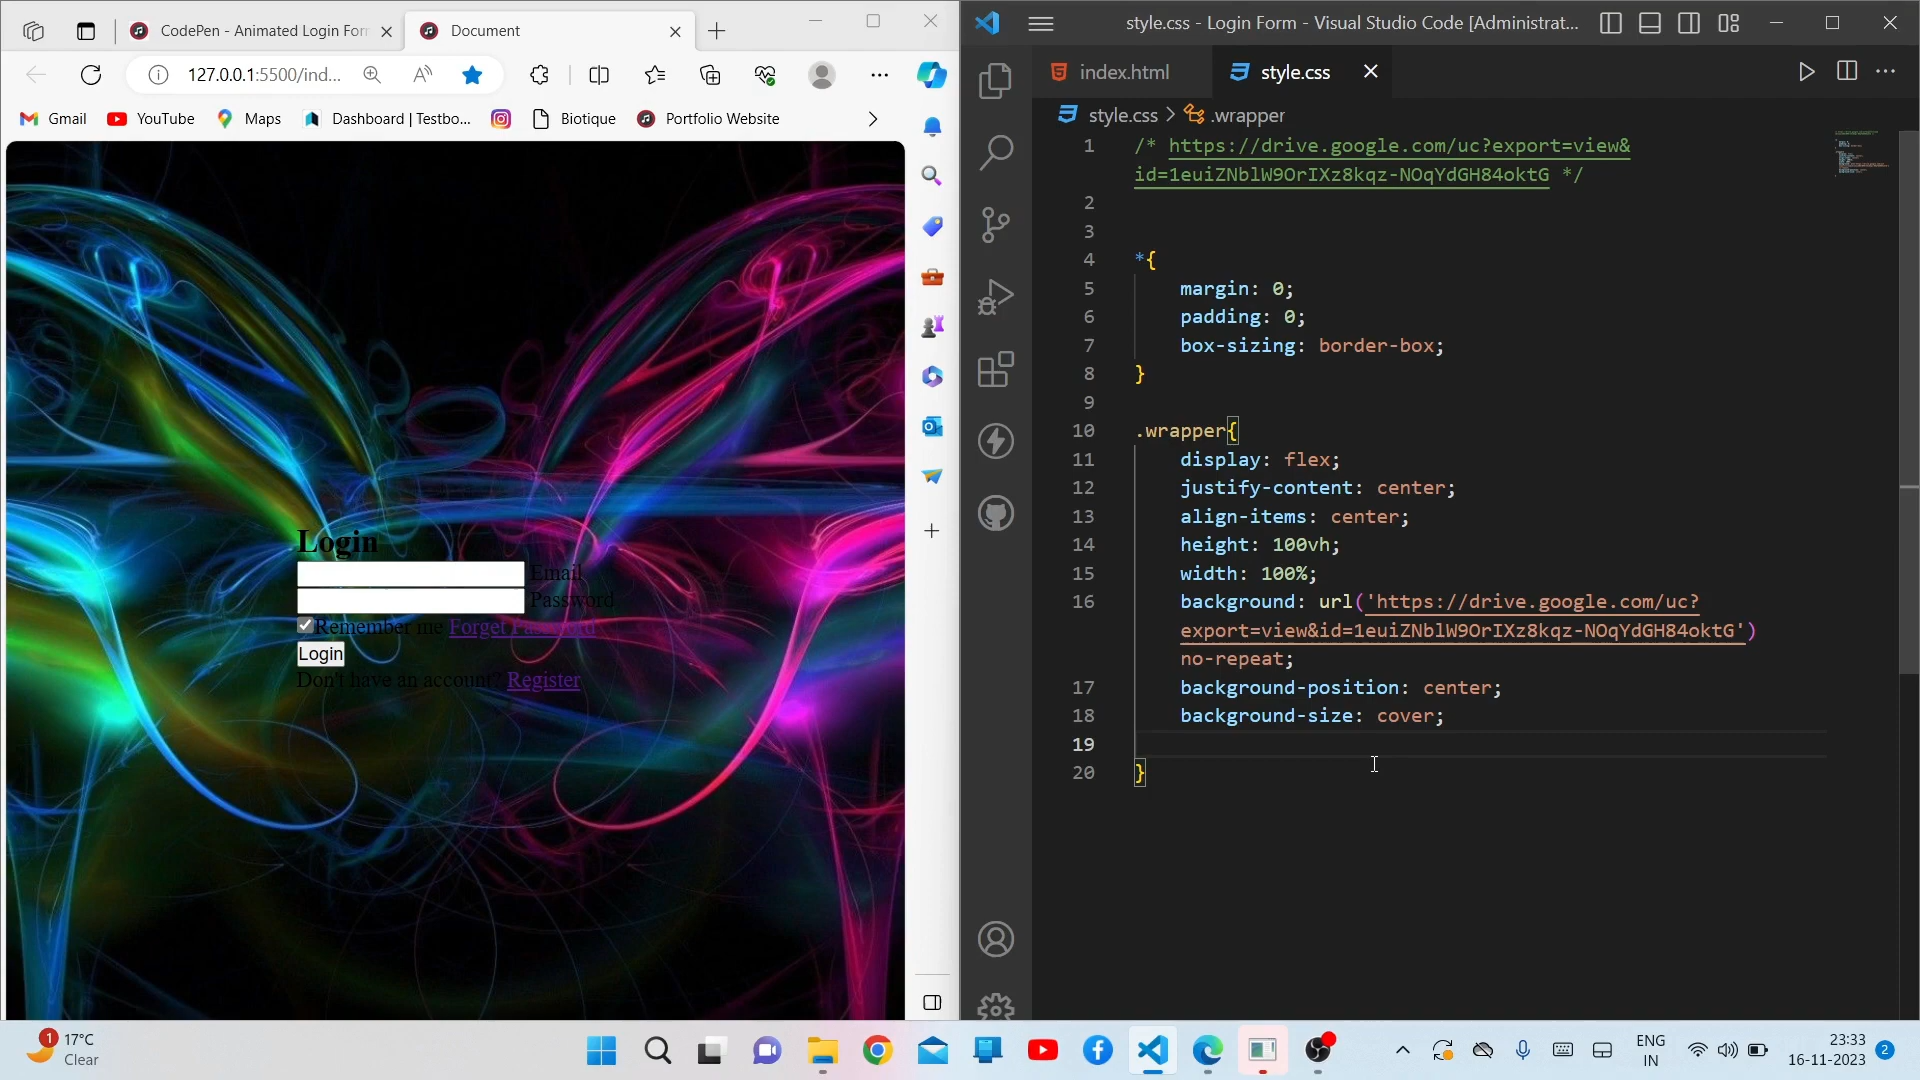 CodePen - Animated Login For
Document
127.0.0.1:5500/ind...
Gmail
YouTube
Maps
Dashboard | Testbo...
Biotique
Portfolio Website
Login
Email
Password
Remember me Forget Password
Login
Don't have an account? Register
style.css - Login Form - Visual Studio Code [Administrat...
index.html
style.css
style.css > .wrapper
1 /* https://drive.google.com/uc?export=view&
id=1euiZNblW9OrIXz8kqz-NOqYdGH84oktG */
2
3
4 *{
5 margin: 0;
6 padding: 0;
7 box-sizing: border-box;
8 }
9
10 .wrapper{
11 display: flex;
12 justify-content: center;
13 align-items: center;
14 height: 100vh;
15 width: 100%;
16 background: url('https://drive.google.com/uc?
export=view&id=1euiZNblW9OrIXz8kqz-NOqYdGH84oktG')
no-repeat;
17 background-position: center;
18 background-size: cover;
19
20 }
1
17°C
Clear
ENG
IN
23:33
16-11-2023
2